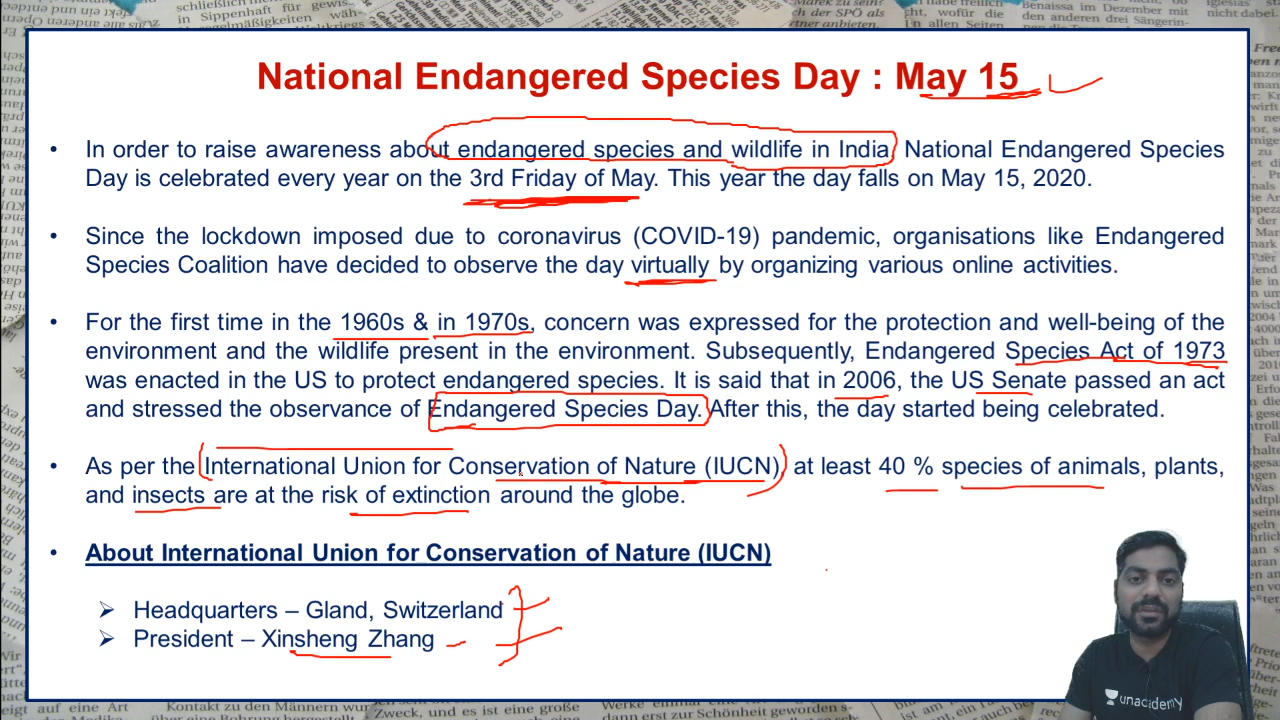 National Endangered Species Day : May 15
• In order to raise awareness about endangered species and wildlife in India National Endangered Species
Day is celebrated every year on the 3rd Friday of May. This year the day falls on May 15, 2020.
• Since the lockdown imposed due to coronavirus (COVID-19) pandemic, organisations like Endangered
Species Coalition have decided to observe the day virtually by organizing various online activities.
• For the first time in the 1960s & in 1970s, concern was expressed for the protection and well-being of the
environment and the wildlife present in the environment. Subsequently, Endangered Species Act of 1973
was enacted in the US to protect endangered species. It is said that in 2006, the US Senate passed an act
and stressed the observance of Endangered Species Day. After this, the day started being celebrated.
• As per the International Union for Conservation of Nature (IUCN), at least 40 % species of animals, plants,
and insects are at the risk of extinction around the globe.
• About International Union for Conservation of Nature (IUCN)
➢ Headquarters – Gland, Switzerland
➢ President – Xinsheng Zhang
unacademy